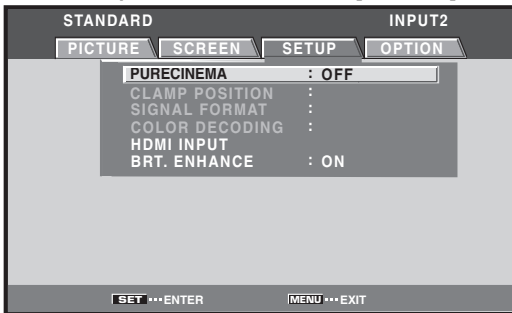 STANDARD INPUT2
PICTURE SCREEN SETUP OPTION
PURECINEMA : OFF
CLAMP POSITION :
SIGNAL FORMAT :
COLOR DECODING :
HDMI INPUT
BRT. ENHANCE : ON
SET ··· ENTER MENU ··· EXIT